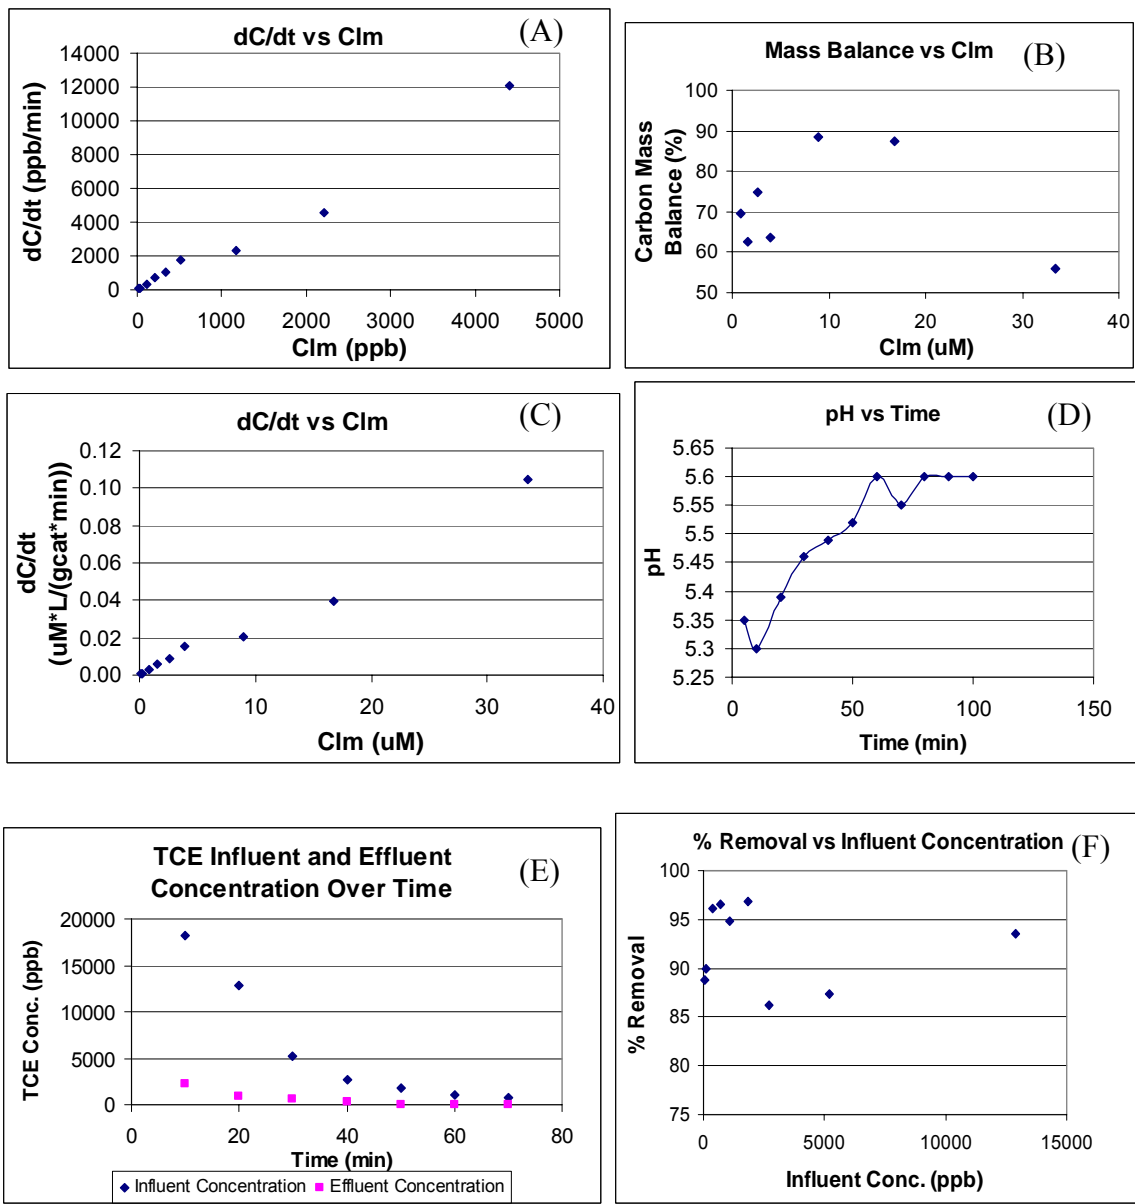 dC/dt vs Clm
(A)
dC/dt (ppb/min)
14000
12000
10000
8000
6000
4000
2000
0
0 1000 2000 3000 4000 5000
Clm (ppb)
Mass Balance vs Clm
(B)
Carbon Mass
Balance (%)
100
90
80
70
60
50
0 10 20 30 40
Clm (uM)
dC/dt vs Clm
(C)
dC/dt
(uM*L/(gcat*min))
0.12
0.10
0.08
0.06
0.04
0.02
0.00
0 10 20 30 40
Clm (uM)
pH vs Time
(D)
pH
5.65
5.6
5.55
5.5
5.45
5.4
5.35
5.3
5.25
0 50 100 150
Time (min)
TCE Influent and Effluent
Concentration Over Time
(E)
TCE Conc. (ppb)
20000
15000
10000
5000
0
0 20 40 60 80
Time (min)
Influent Concentration Effluent Concentration
% Removal vs Influent Concentration
(F)
% Removal
100
95
90
85
80
75
0 5000 10000 15000
Influent Conc. (ppb)